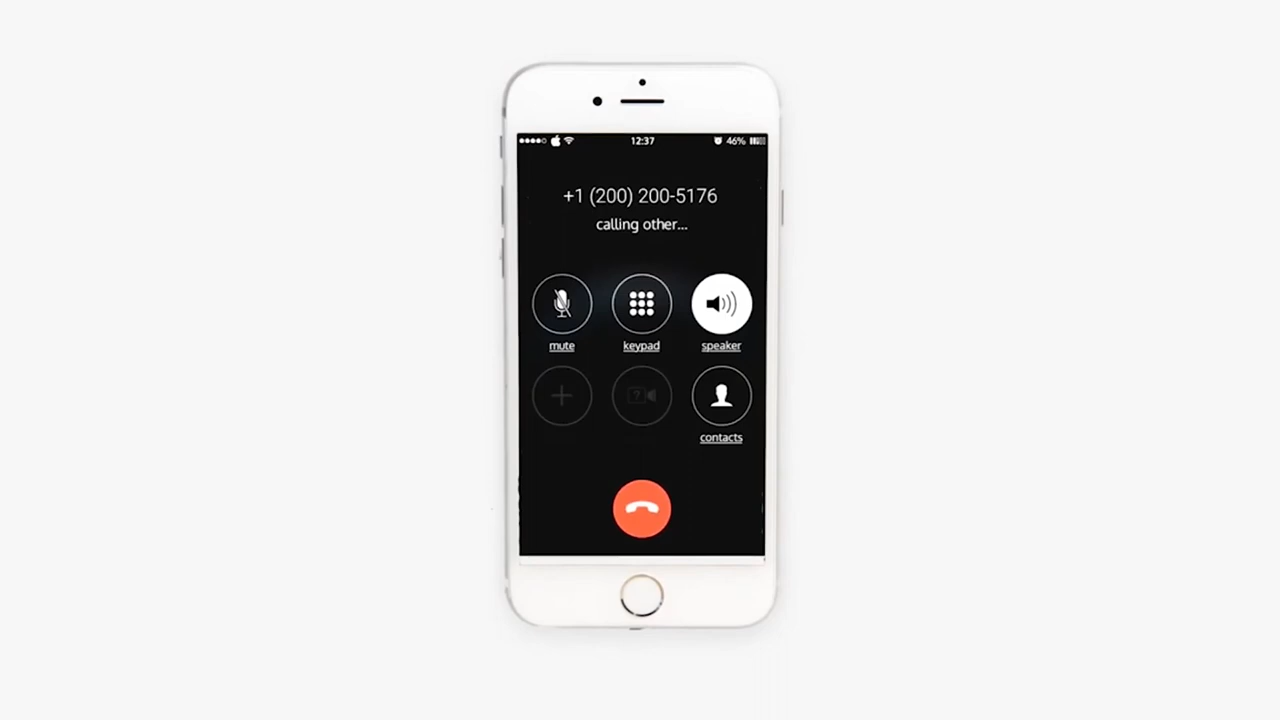 12:37
46%
+1 (200) 200-5176
calling other...
mute keypad speaker
?
contacts